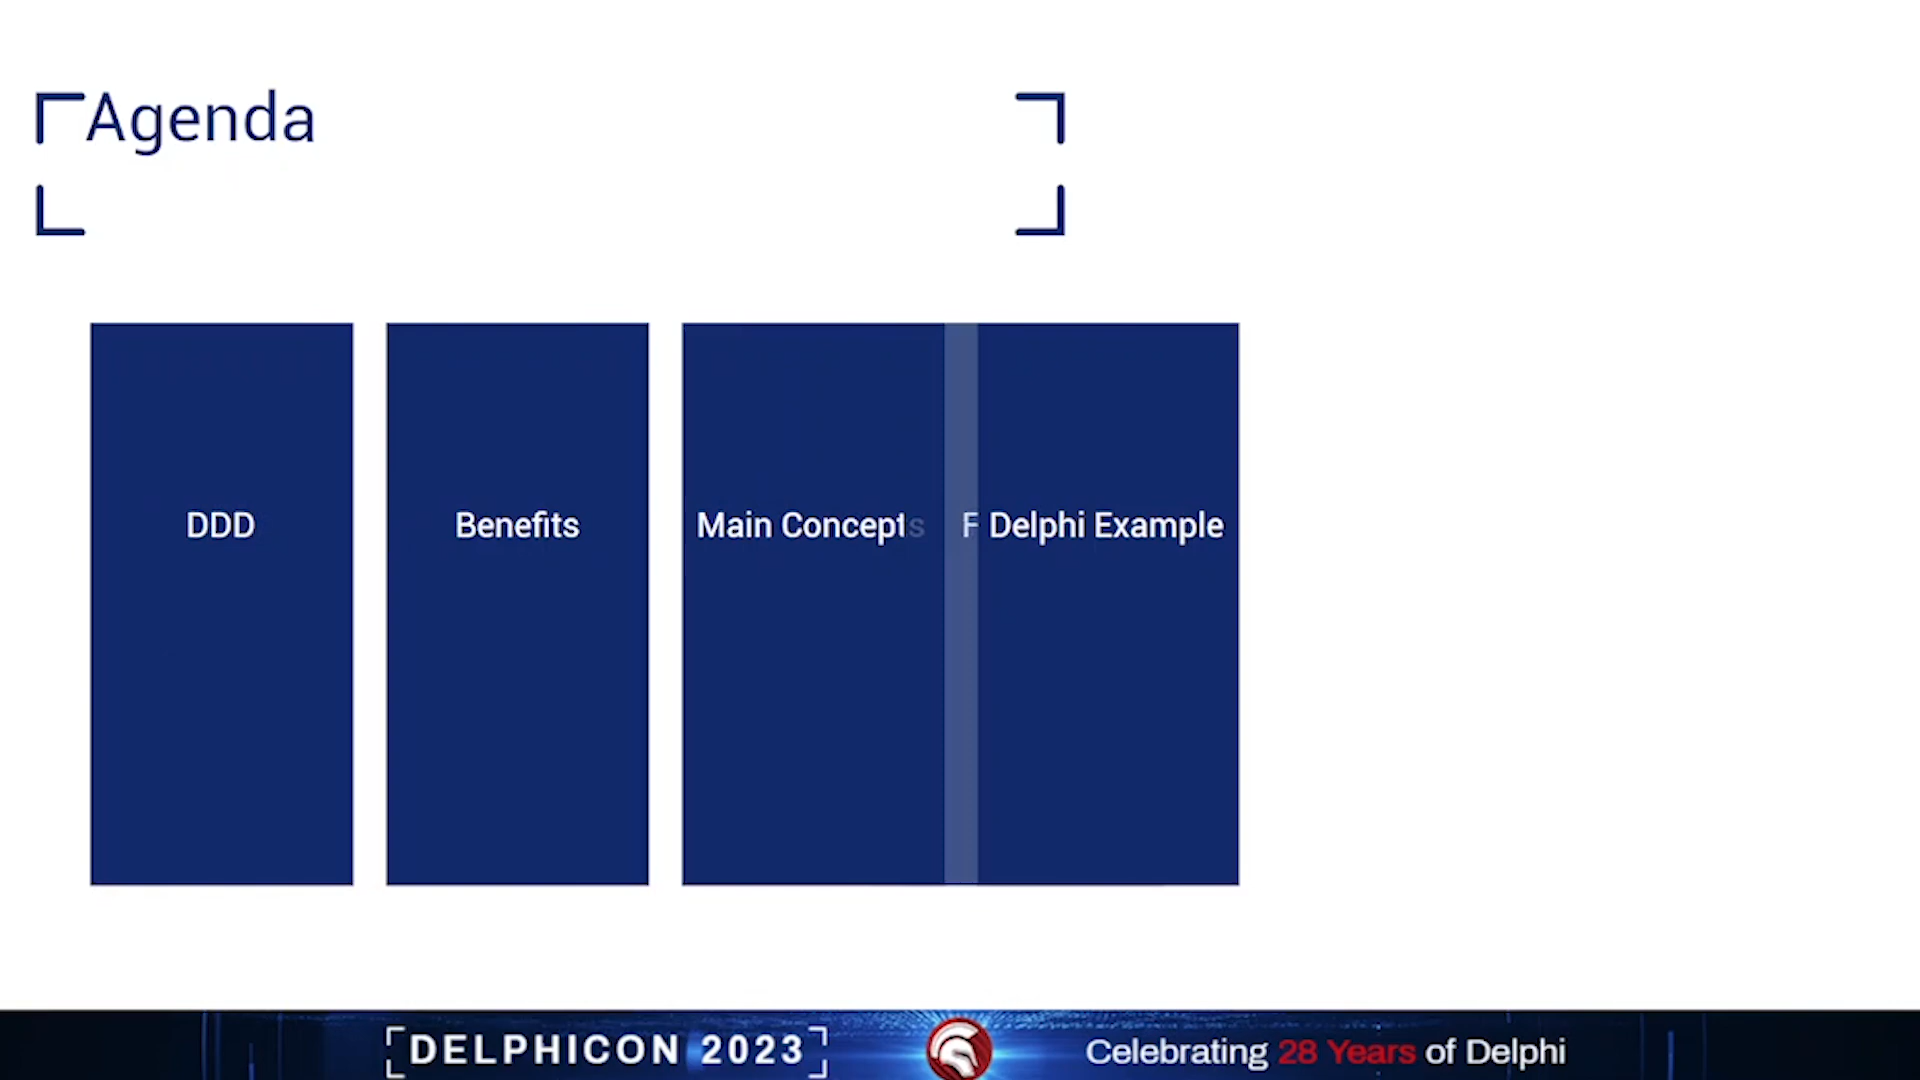 Agenda
DDD
Benefits
Main Concepts
Delphi Example
DELPHICON 2023
Celebrating 28 Years of Delphi